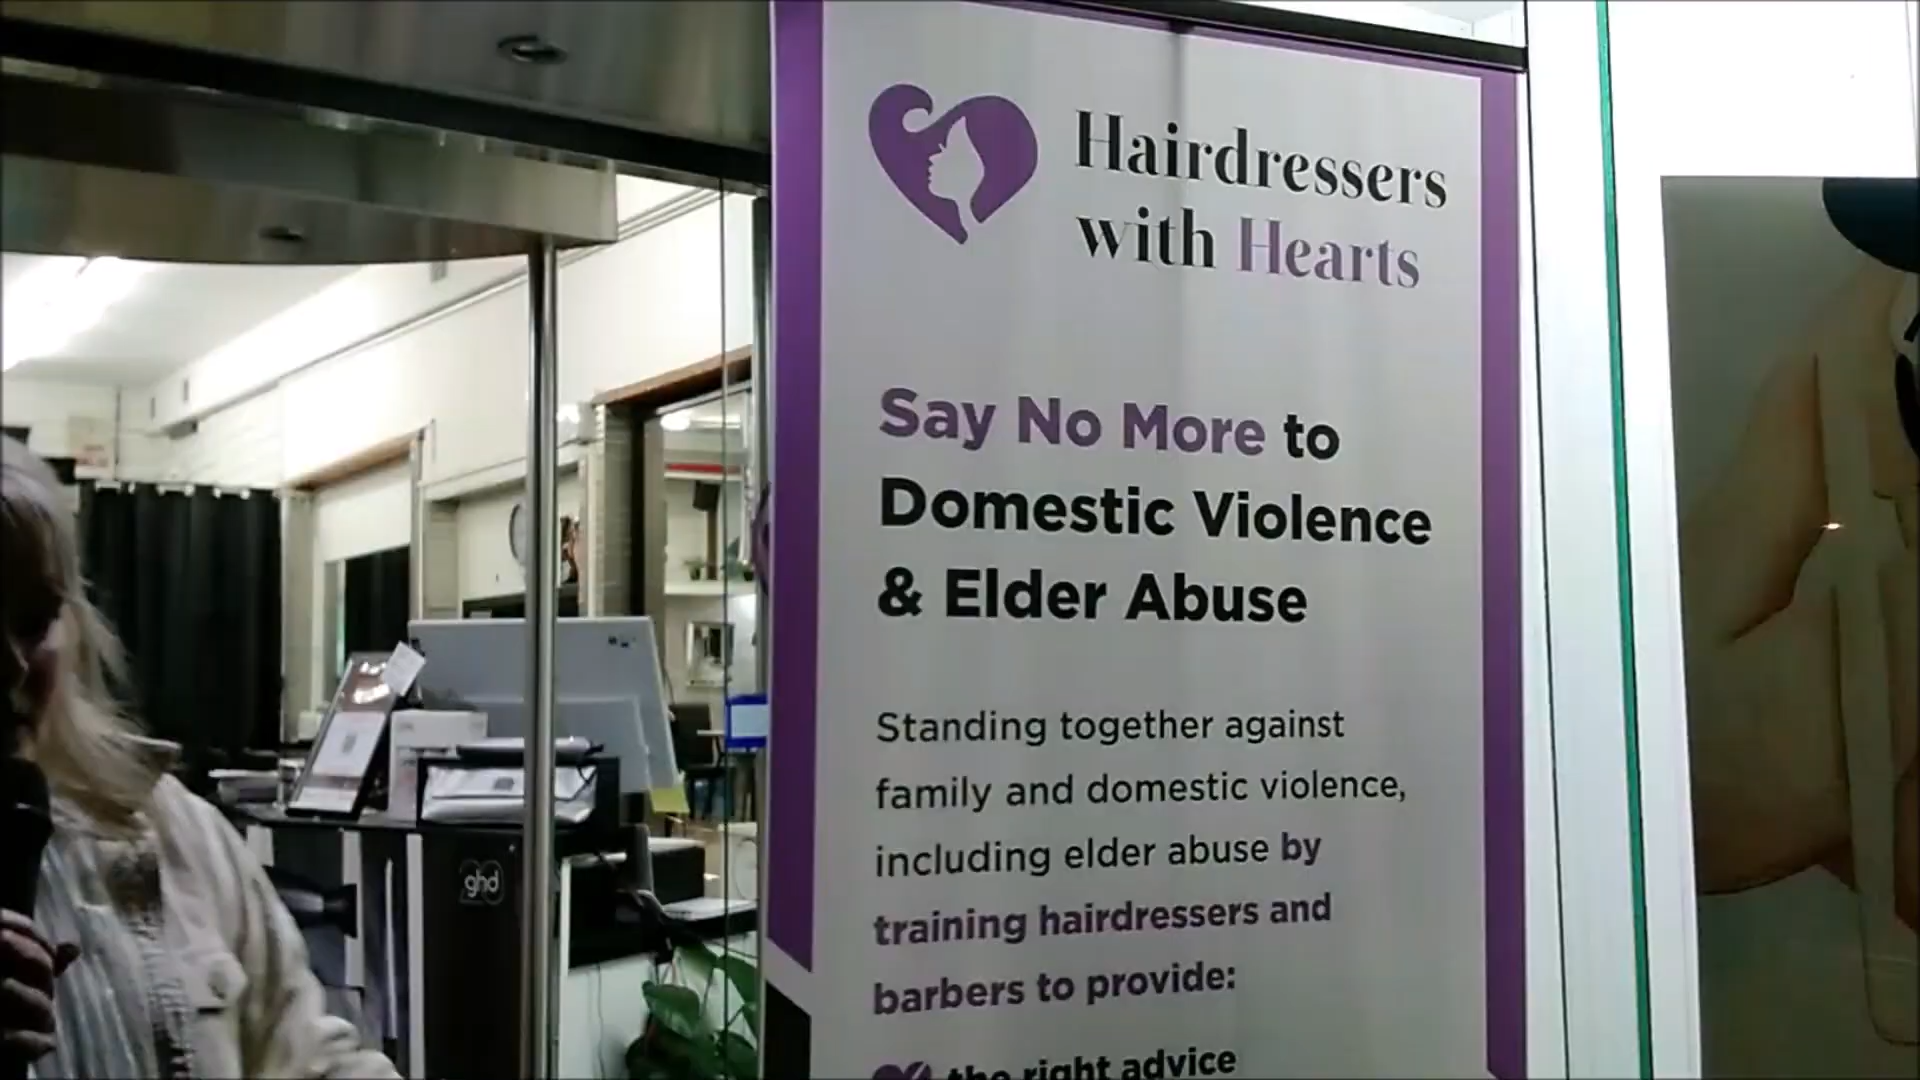 Hairdressers
with Hearts
Say No More to
Domestic Violence
& Elder Abuse
Standing together against
family and domestic violence,
including elder abuse by
training hairdressers and
barbers to provide:
the right advice
ghd